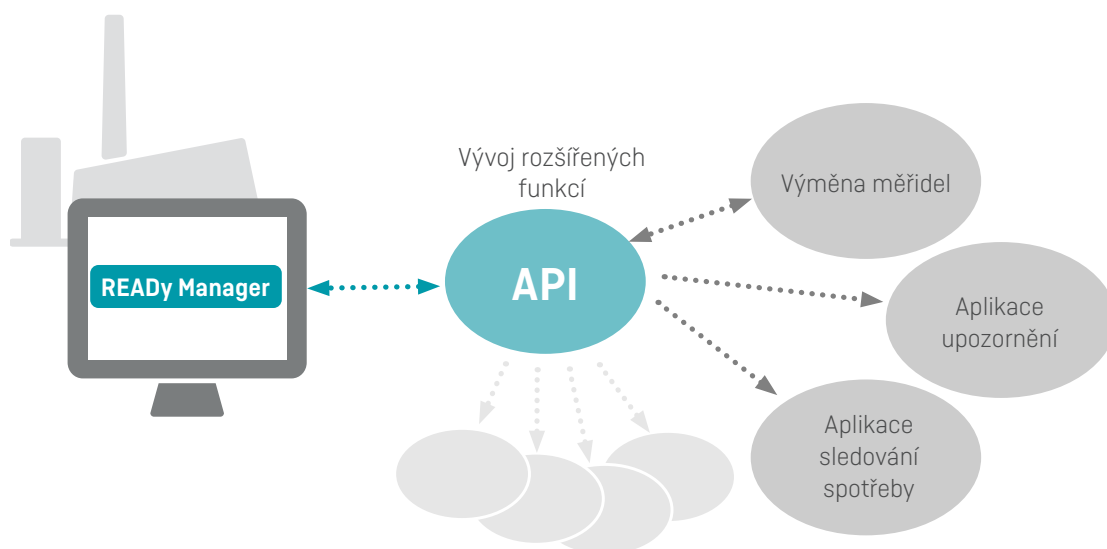 Vývoj rozšířených
funkcí
READy Manager
API
Výměna měřidel
Aplikace
upozornění
Aplikace
sledování
spotřeby